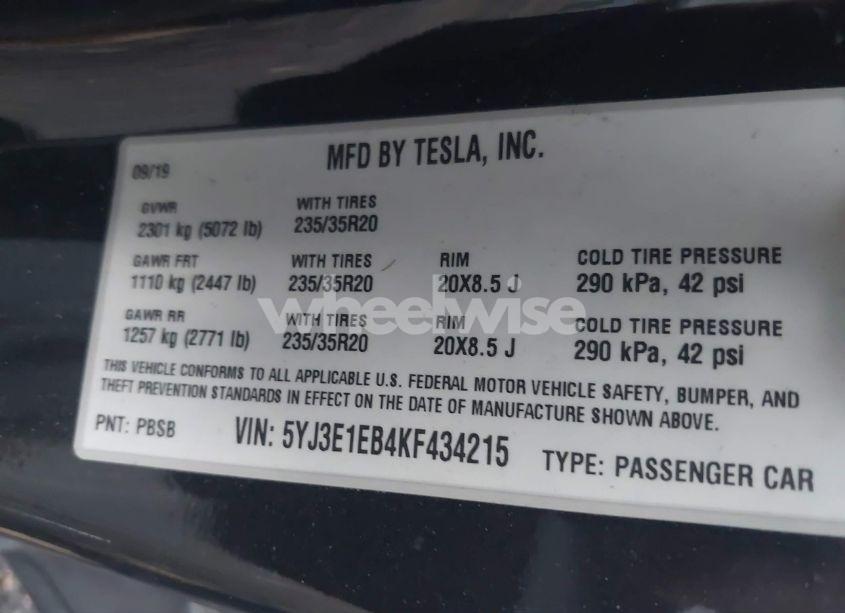 MFD BY TESLA, INC.
09/19
GVWR WITH TIRES
2301 kg (5072 lb) 235/35R20
GAWR FRT WITH TIRES RIM COLD TIRE PRESSURE
1110 kg (2447 lb) 235/35R20 20X8.5 J 290 kPa, 42 psi
GAWR RR WITH TIRES RIM COLD TIRE PRESSURE
1257 kg (2771 lb) 235/35R20 20X8.5 J 290 kPa, 42 psi
wheelwise
THIS VEHICLE CONFORMS TO ALL APPLICABLE U.S. FEDERAL MOTOR VEHICLE SAFETY, BUMPER, AND
THEFT PREVENTION STANDARDS IN EFFECT ON THE DATE OF MANUFACTURE SHOWN ABOVE.
PNT: PBSB VIN: 5YJ3E1EB4KF434215 TYPE: PASSENGER CAR